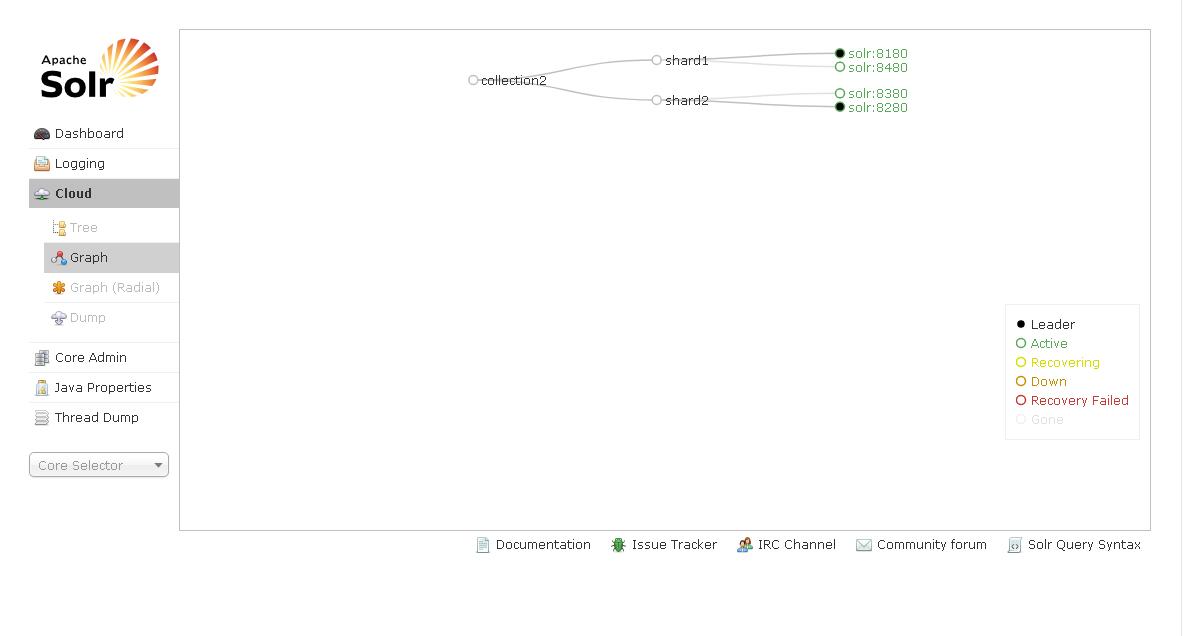 Apache
Solr
Dashboard
Logging
Cloud
Tree
Graph
Graph (Radial)
Dump
Core Admin
Java Properties
Thread Dump
Core Selector
collection2
shard1
shard2
solr:8180
solr:8480
solr:8380
solr:8280
Leader
Active
Recovering
Down
Recovery Failed
Gone
Documentation Issue Tracker IRC Channel Community forum Solr Query Syntax